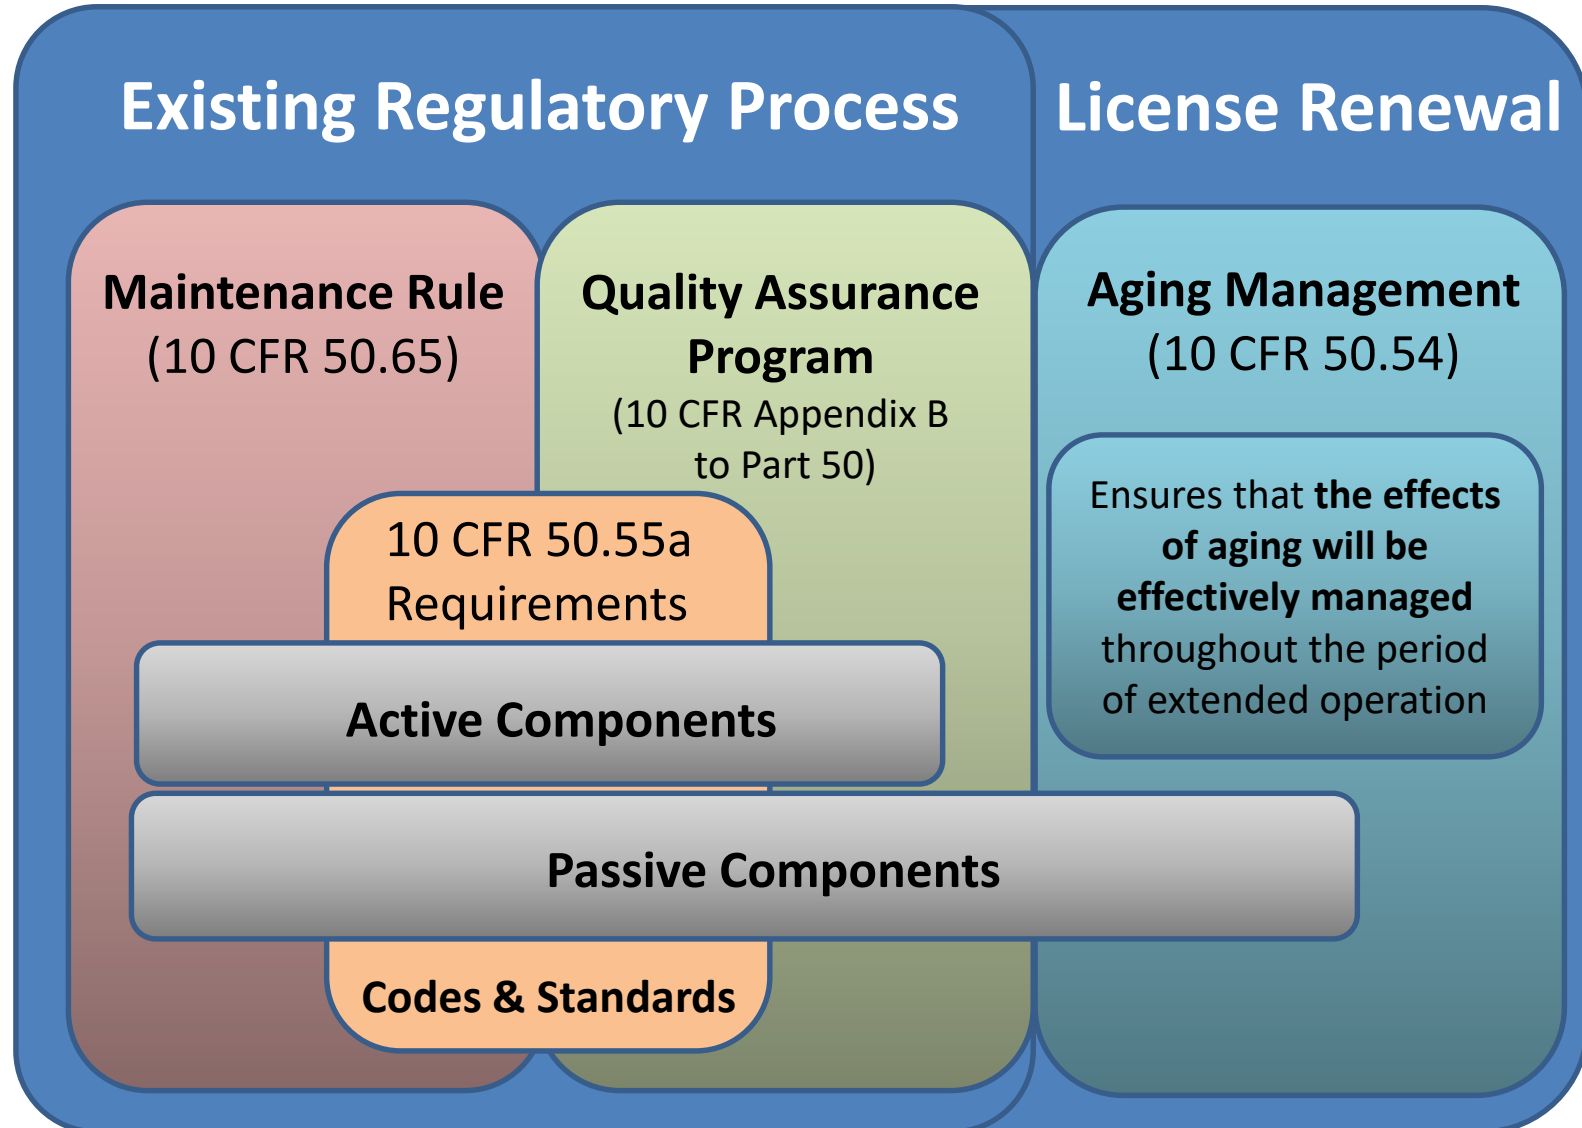 Existing Regulatory Process
License Renewal
Maintenance Rule
(10 CFR 50.65)
Quality Assurance
Program
(10 CFR Appendix B
to Part 50)
Aging Management
(10 CFR 50.54)
Ensures that the effects
of aging will be
effectively managed
throughout the period
of extended operation
10 CFR 50.55a
Requirements
Active Components
Passive Components
Codes & Standards